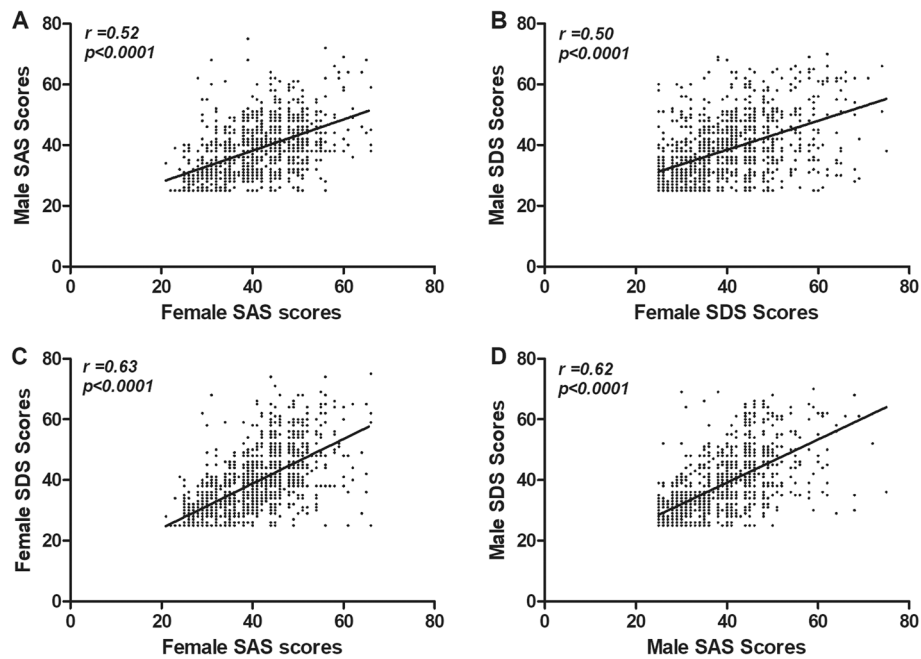 A
r =0.52
p<0.0001
80
60
40
20
0
Male SAS Scores
0 20 40 60 80
Female SAS scores
B
r =0.50
p<0.0001
80
60
40
20
0
Male SDS Scores
0 20 40 60 80
Female SDS Scores
C
r =0.63
p<0.0001
80
60
40
20
0
Female SDS Scores
0 20 40 60 80
Female SAS scores
D
r =0.62
p<0.0001
80
60
40
20
0
Male SDS Scores
0 20 40 60 80
Male SAS Scores